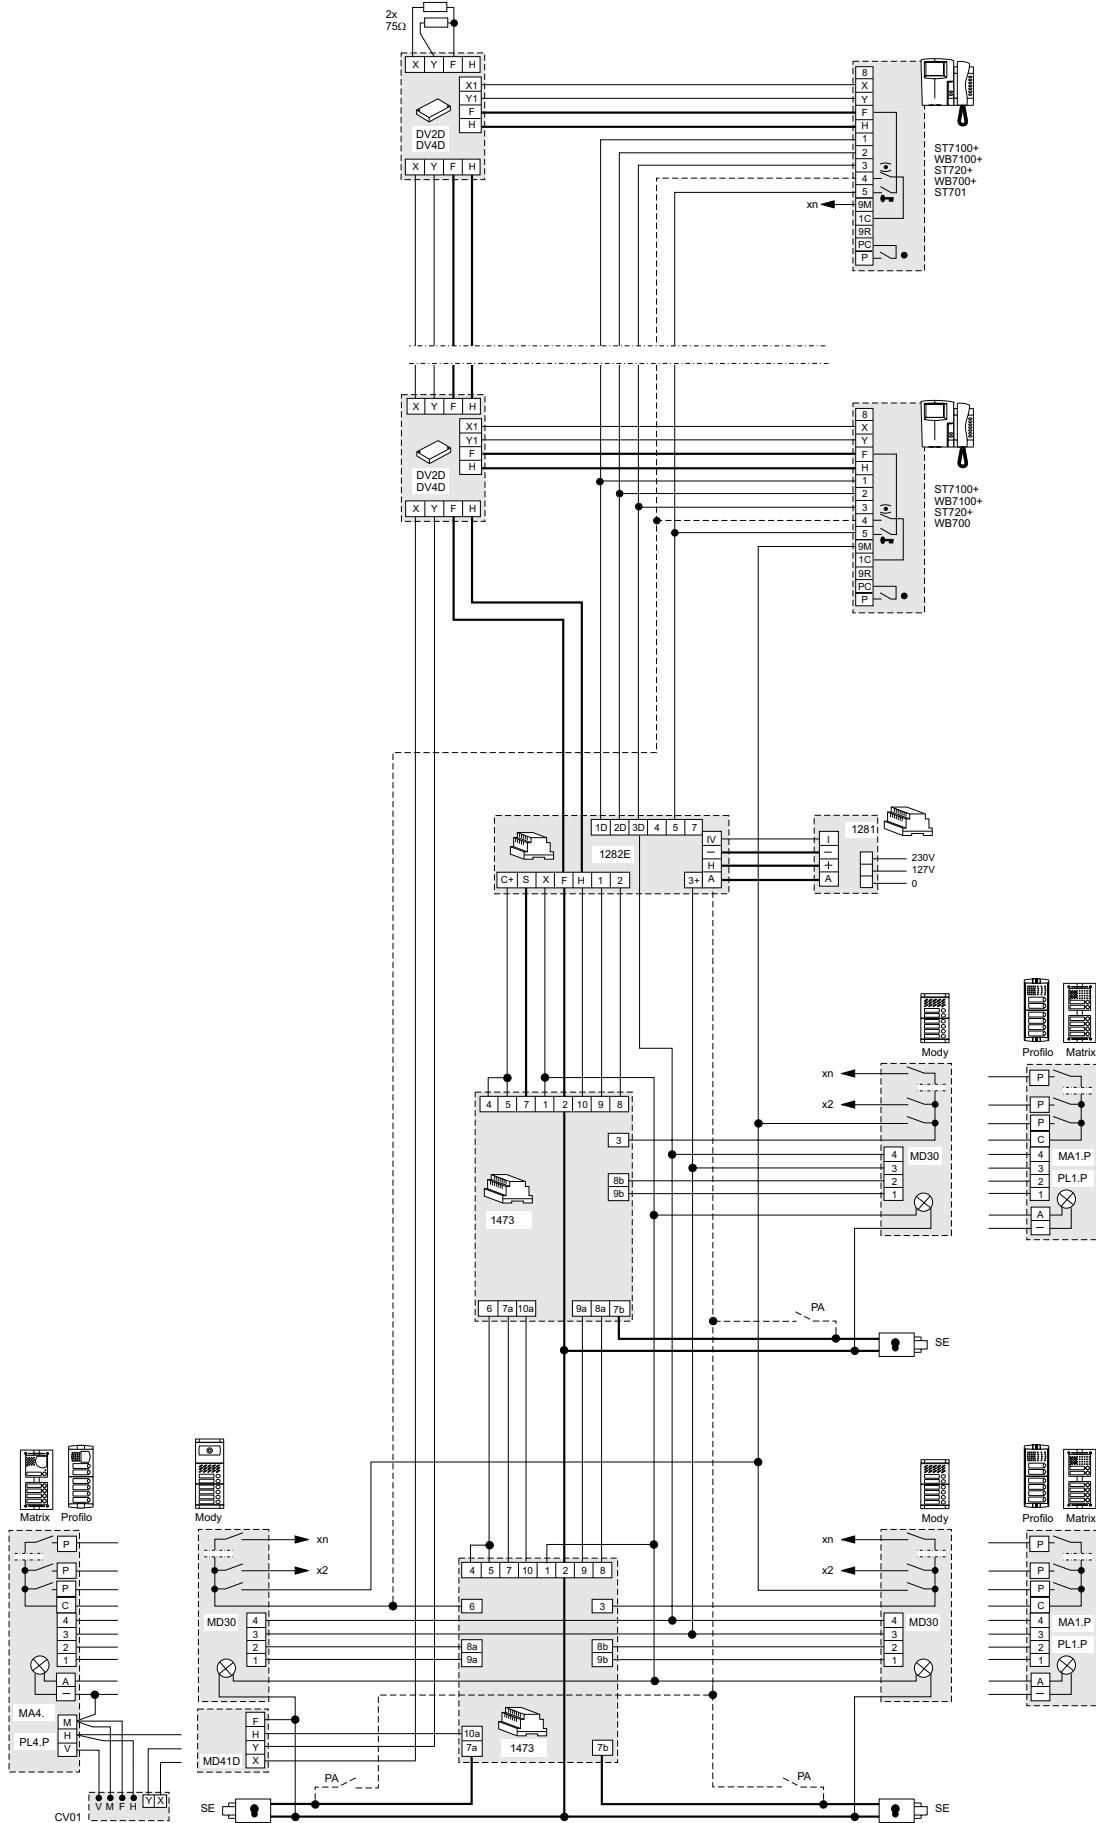 2x
75Ω
X Y F H
X1
Y1
F
H
DV2D
DV4D
X Y F H
8
X
Y
F
H
1
2
3
4
5
9M
1C
9R
PC
P
xn
ST7100+
WB7100+
ST720+
WB700+
ST701
X Y F H
X1
Y1
F
H
DV2D
DV4D
X Y F H
8
X
Y
F
H
1
2
3
4
5
9M
1C
9R
PC
P
ST7100+
WB7100+
ST720+
WB700
1D 2D 3D 4 5 7
1282E
IV
–
H
A
C+ S X F H 1 2 3+
1281
I
–
+
A
230V
127V
0
Mody
Profilo Matrix
xn
x2
MD30
4
3
2
1
P
P
P
C
4
3
2
1
A
–
MA1.P
PL1.P
4 5 7 1 2 10 9 8
3
8b
9b
1473
6 7a 10a 9a 8a 7b
PA
SE
Matrix Profilo
P
P
P
C
4
3
2
1
A
–
M
H
V
MA4.
PL4.P
V M F H Y X
CV01
Mody
xn
x2
MD30
4
3
2
1
F
H
Y
X
MD41D
4 5 7 10 1 2 9 8
6
3
8a
9a
8b
9b
10a
7a
1473
7b
PA
SE
PA
SE
Mody
Profilo Matrix
xn
x2
MD30
4
3
2
1
P
P
P
C
4
3
2
1
A
–
MA1.P
PL1.P